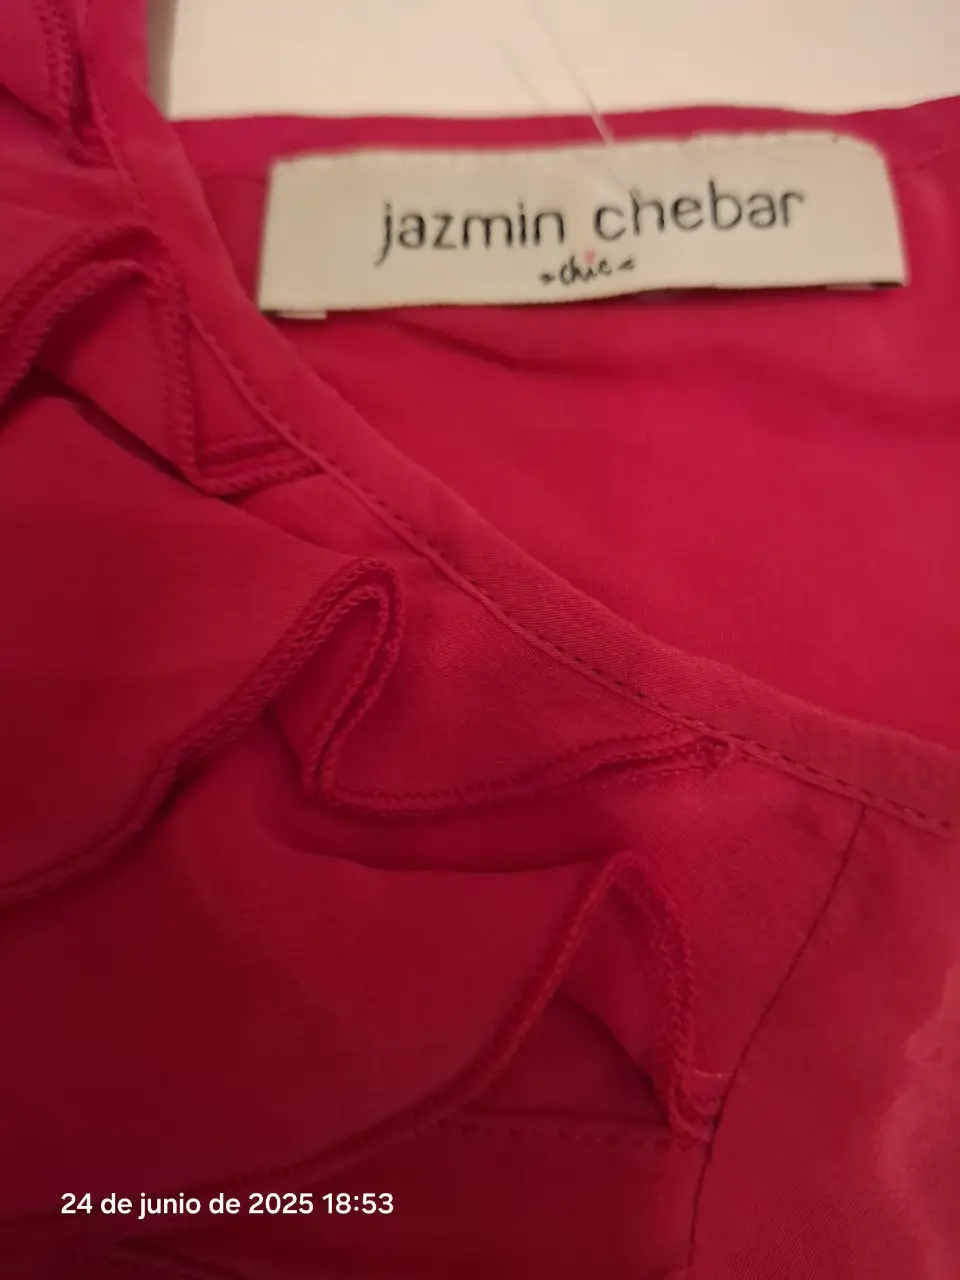 jazmin chebar
chic
24 de junio de 2025 18:53